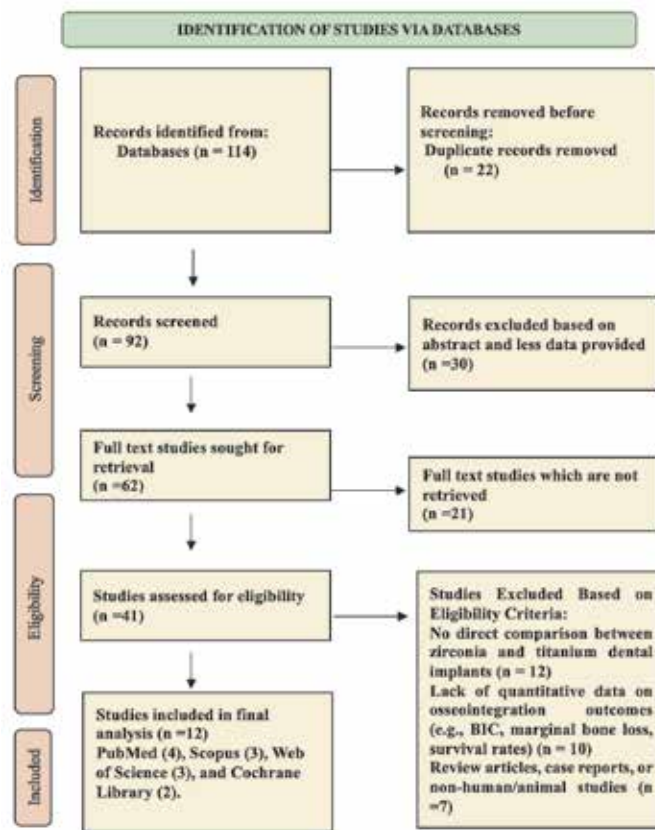 IDENTIFICATION OF STUDIES VIA DATABASES
Identification
Records identified from:
Databases (n = 114)
Records removed before
screening:
Duplicate records removed
(n = 22)
Screening
Records screened
(n = 92)
Records excluded based on
abstract and less data provided
(n =30)
Full text studies sought for
retrieval
(n =62)
Full text studies which are not
retrieved
(n =21)
Eligibility
Studies assessed for eligibility
(n =41)
Studies Excluded Based on
Eligibility Criteria:
No direct comparison between
zirconia and titanium dental
implants (n = 12)
Lack of quantitative data on
osseointegration outcomes
(e.g., BIC, marginal bone loss,
survival rates) (n = 10)
Review articles, case reports, or
non-human/animal studies (n
=7)
Included
Studies included in final
analysis (n =12)
PubMed (4), Scopus (3), Web
of Science (3), and Cochrane
Library (2).